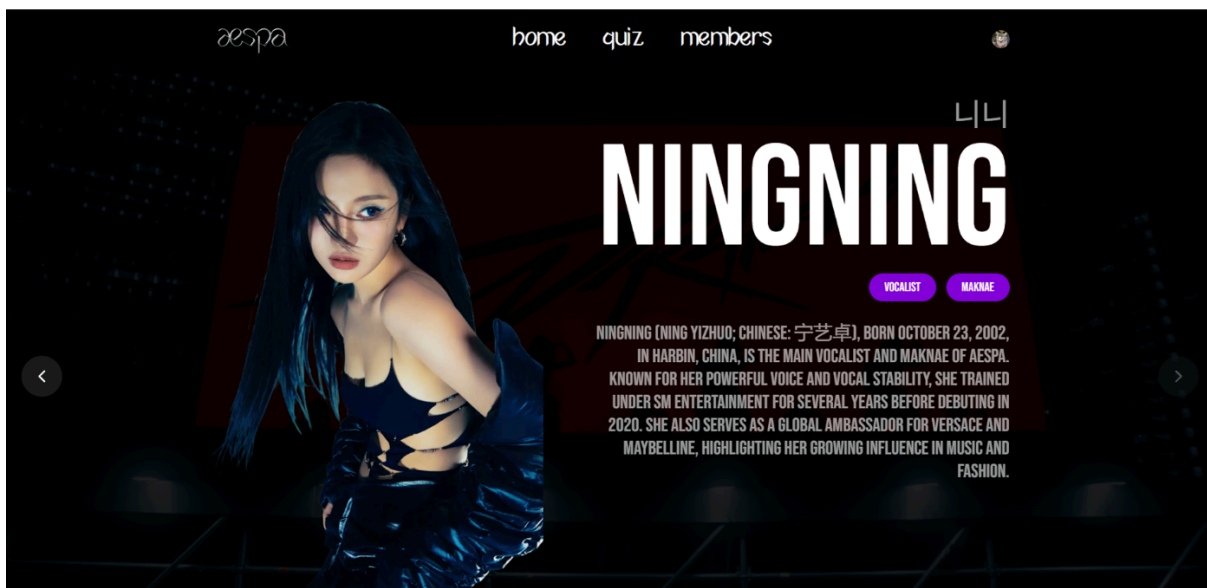 aespa
home quiz members
니니
NINGNING
VOCALIST MAKNAE
NINGNING (NING YIZHUO; CHINESE: 宁艺卓), BORN OCTOBER 23, 2002,
IN HARBIN, CHINA, IS THE MAIN VOCALIST AND MAKNAE OF AESPA.
KNOWN FOR HER POWERFUL VOICE AND VOCAL STABILITY, SHE TRAINED
UNDER SM ENTERTAINMENT FOR SEVERAL YEARS BEFORE DEBUTING IN
2020. SHE ALSO SERVES AS A GLOBAL AMBASSADOR FOR VERSACE AND
MAYBELLINE, HIGHLIGHTING HER GROWING INFLUENCE IN MUSIC AND
FASHION.